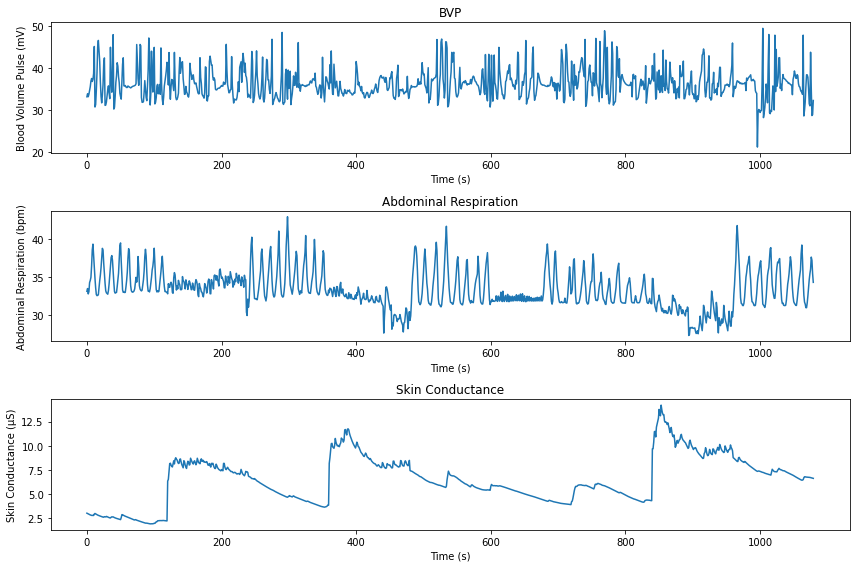 BVP
Blood Volume Pulse (mV)
50
40
30
20
0 200 400 600 800 1000
Time (s)
Abdominal Respiration
Abdominal Respiration (bpm)
40
35
30
0 200 400 600 800 1000
Time (s)
Skin Conductance
Skin Conductance (µS)
12.5
10.0
7.5
5.0
2.5
0 200 400 600 800 1000
Time (s)